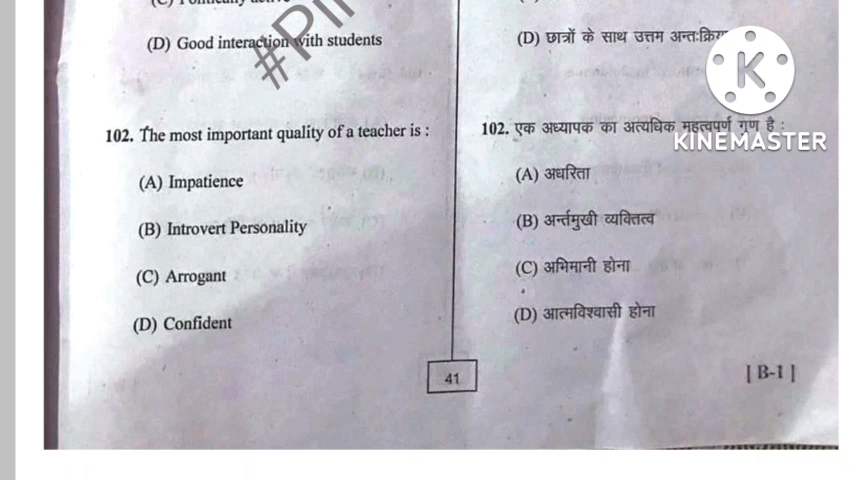 (D) Good interaction with students
102. The most important quality of a teacher is :
(A) Impatience
(B) Introvert Personality
(C) Arrogant
(D) Confident
(D) छात्रों के साथ उत्तम
102. एक अध्यापक का अत्यधिक महत्वपूर्ण गुण है :
(A) अधरिता
(B) अर्न्तमुखी व्यक्तित्व
(C) अभिमानी होना
(D) आत्मविश्वासी होना
41
[ B-1 ]
K
KINEMASTER